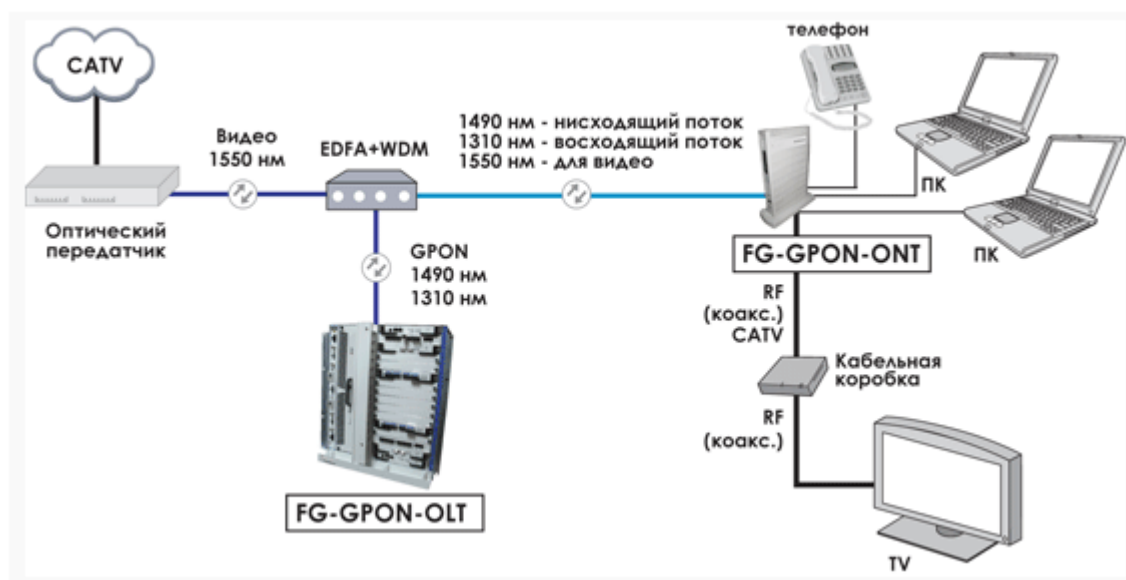 CATV
Видео
1550 нм
EDFA+WDM
1490 нм - нисходящий поток
1310 нм - восходящий поток
1550 нм - для видео
телефон
ПК
ПК
Оптический
передатчик
GPON
1490 нм
1310 нм
FG-GPON-ONT
RF
(коакс.)
CATV
Кабельная
коробка
RF
(коакс.)
FG-GPON-OLT
TV